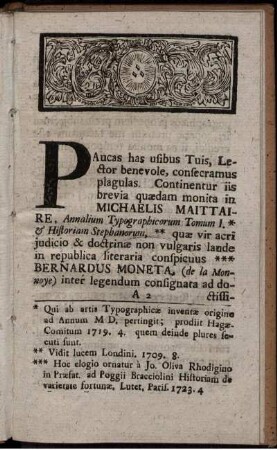 PAucas has usibus Tuis, Le-
ctor benevole, consecramus
plagulas. Continentur iis
brevia quædam monita in
MICHAELIS MAITTAI-
RE, Annalium Typographicorum Tomum I. *
& Historiam Stephanorum, ** quæ vir acri
judicio & doctrinæ non vulgaris laude
in republica literaria conspicuus ***
BERNARDUS MONETA, (de la Mon-
noye) inter legendum consignata ad do-
A 2 ctissi-
* Qui ab artis Typographicæ inventæ origine
ad Annum M D. pertingit; prodiit Hagæ-
Comitum 1719. 4. quem deinde plures se-
cuti sunt.
** Vidit lucem Londini. 1709. 8.
*** Hoc elogio ornatur à Jo. Oliva Rhodigino
in Præfat. ad Poggii Bracciolini Historiam de
varietate fortunæ, Lutet. Paris. 1723. 4